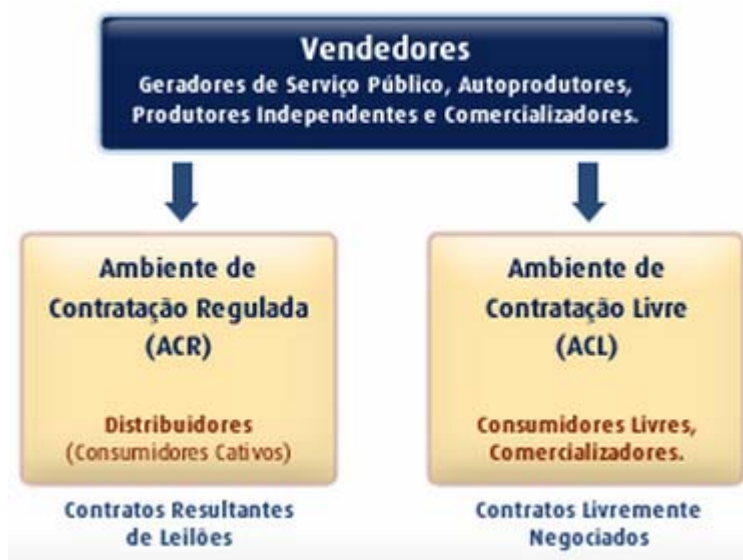 Vendedores
Geradores de Serviço Público, Autoprodutores,
Produtores Independentes e Comercializadores.
Ambiente de
Contratação Regulada
(ACR)
Distribuidores
(Consumidores Cativos)
Contratos Resultantes
de Leilões
Ambiente de
Contratação Livre
(ACL)
Consumidores Livres,
Comercializadores.
Contratos Livremente
Negociados